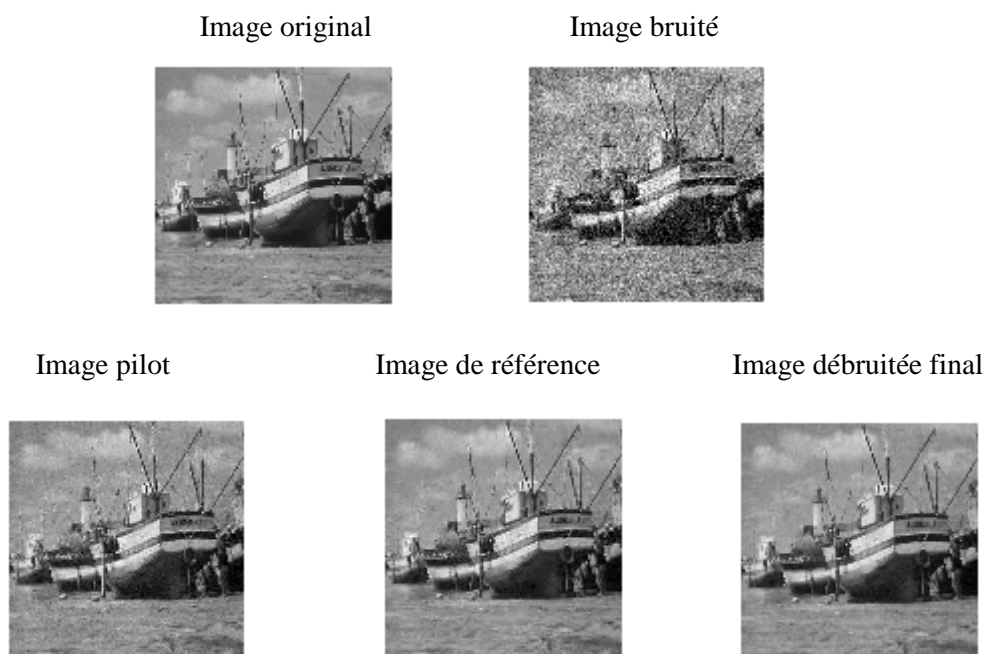 Image original
Image bruité
Image pilot
Image de référence
Image débruitée final